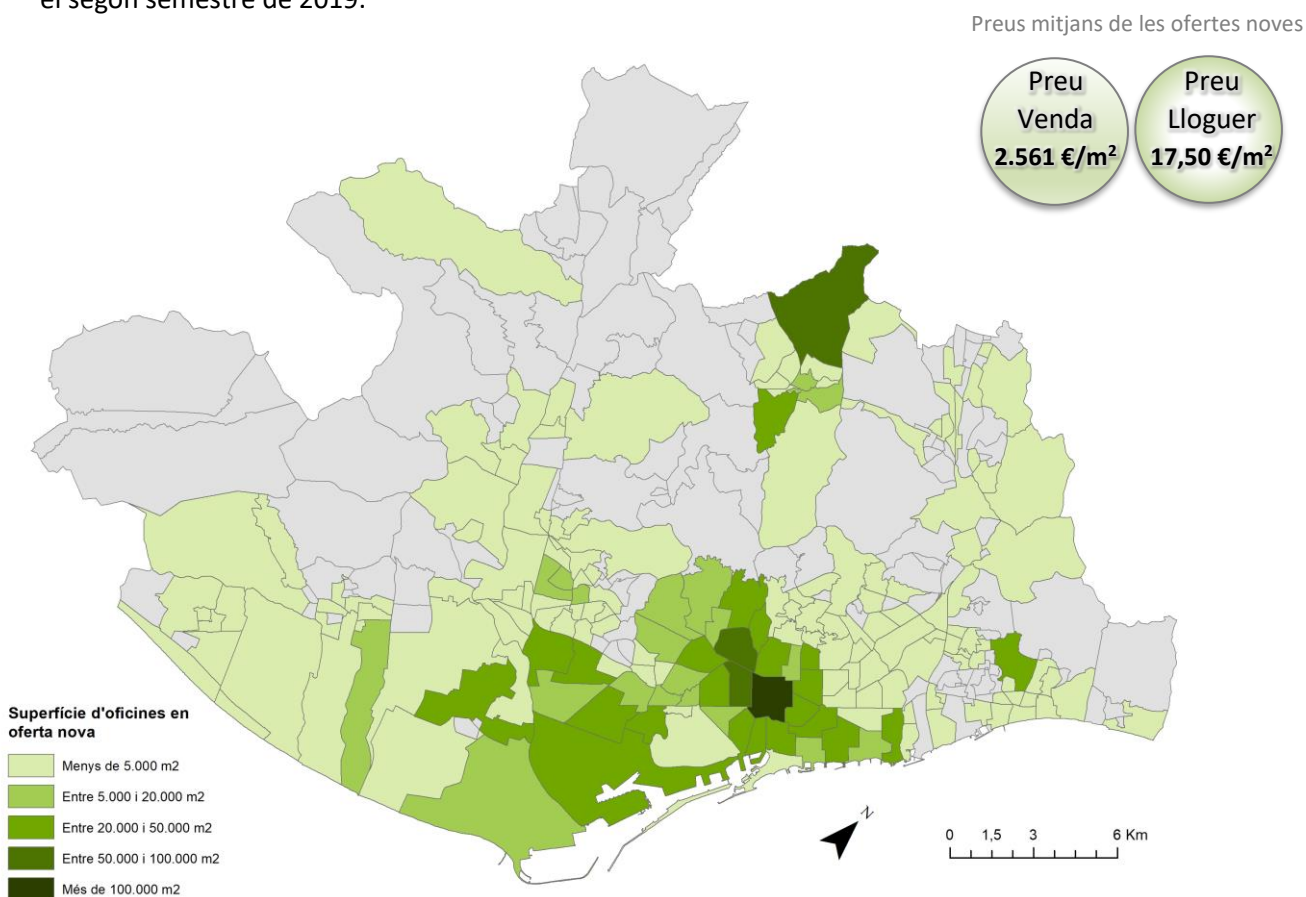 el segon semestre de 2019.
Preus mitjans de les ofertes noves
Preu
Venda
2.561 €/m²
Preu
Lloguer
17,50 €/m²
Superfície d'oficines en
oferta nova
Menys de 5.000 m2
Entre 5.000 i 20.000 m2
Entre 20.000 i 50.000 m2
Entre 50.000 i 100.000 m2
Més de 100.000 m2
N
0 1,5 3 6 Km